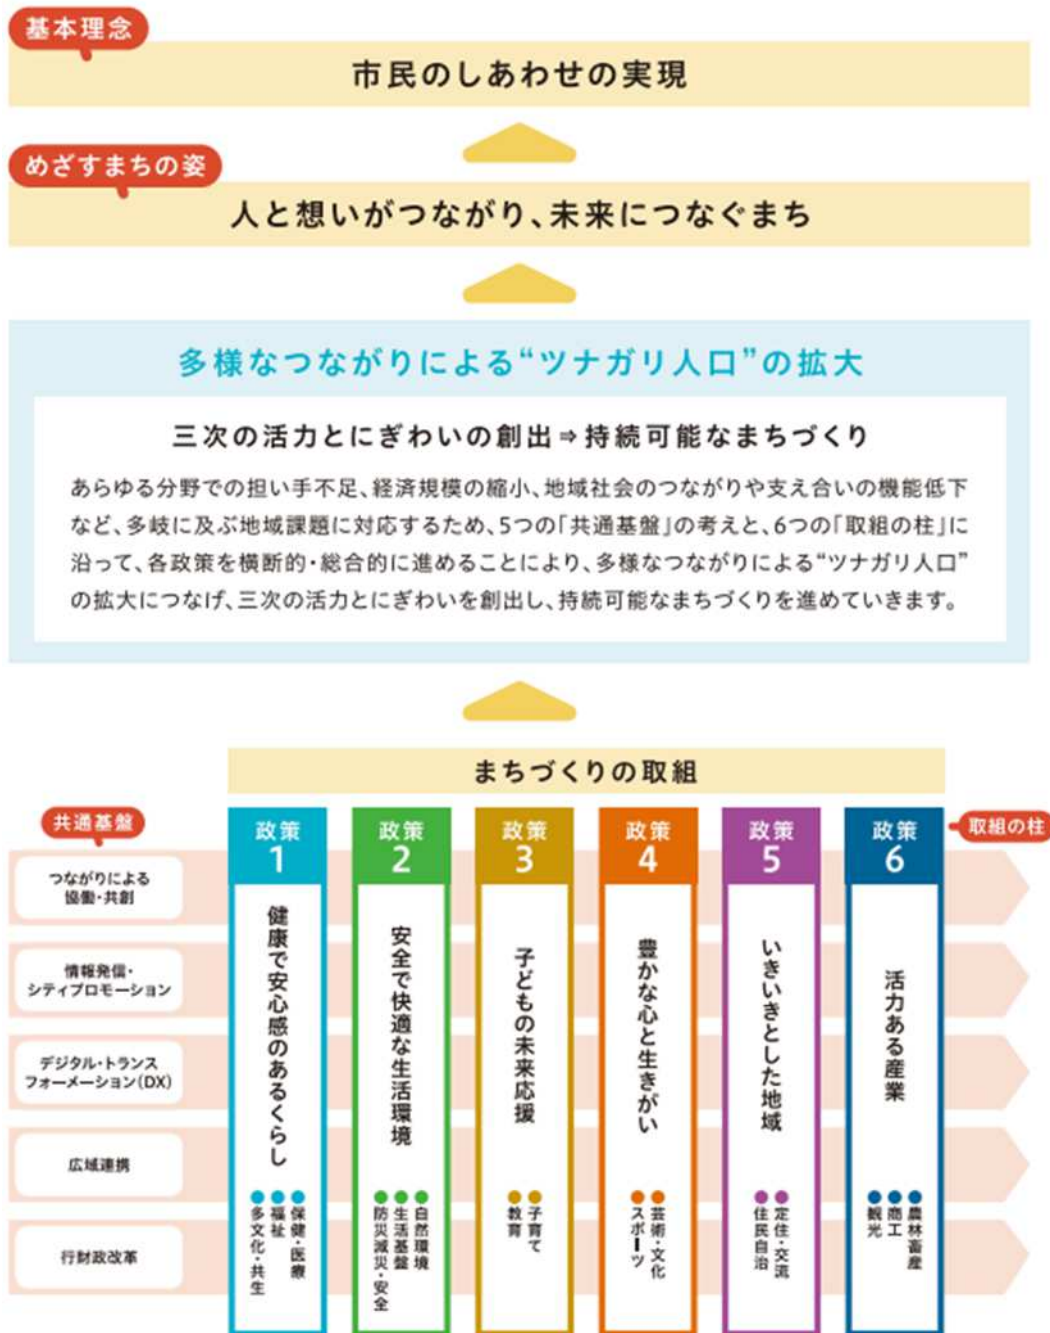 基本理念
市民のしあわせの実現
めざすまちの姿
人と想いがつながり、未来につなぐまち
多様なつながりによる“ツナガリ人口”の拡大
三次の活力とにぎわいの創出⇒持続可能なまちづくり
あらゆる分野での担い手不足、経済規模の縮小、地域社会のつながりや支え合いの機能低下
など、多岐に及ぶ地域課題に対応するため、5つの「共通基盤」の考えと、6つの「取組の柱」に
沿って、各政策を横断的・総合的に進めることにより、多様なつながりによる“ツナガリ人口”
の拡大につなげ、三次の活力とにぎわいを創出し、持続可能なまちづくりを進めていきます。
まちづくりの取組
共通基盤
取組の柱
つながりによる
協働・共創
情報発信・
シティプロモーション
デジタル・トランス
フォーメーション(DX)
広域連携
行財政改革
政策
1
健康で安心感のあるくらし
●保健・医療
●福祉
●多文化・共生
政策
2
安全で快適な生活環境
●自然環境
●生活基盤
●防災減災・安全
政策
3
子どもの未来応援
●子育て
●教育
政策
4
豊かな心と生きがい
●芸術・文化
●スポーツ
政策
5
いきいきとした地域
●定住・交流
●住民自治
政策
6
活力ある産業
●農林畜産
●商工
●観光